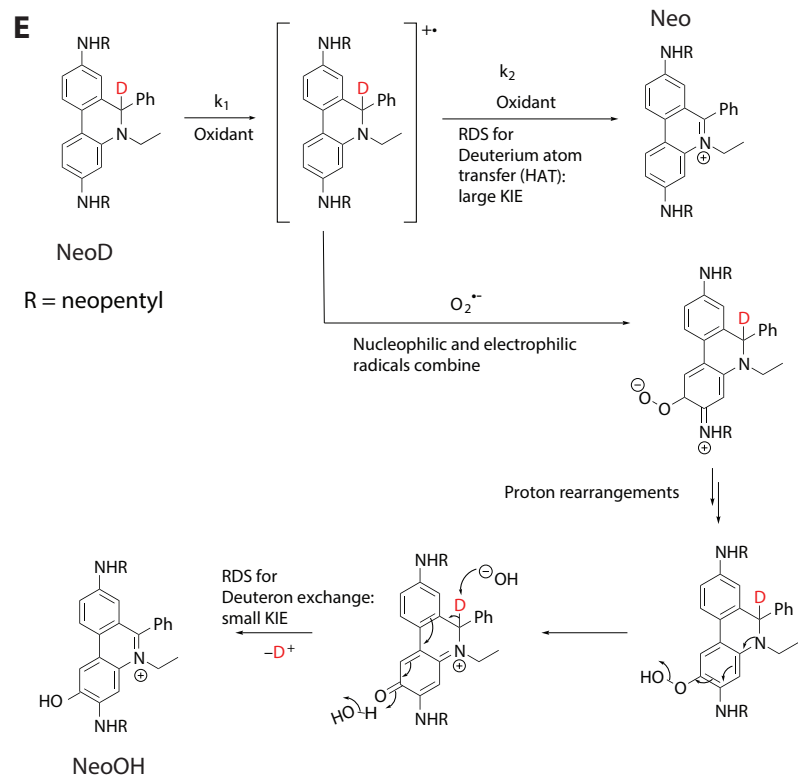 E
Neo
NHR
D
Ph
N
NHR
NeoD
R = neopentyl
k1
Oxidant
+•
NHR
D
Ph
N
NHR
k2
Oxidant
RDS for
Deuterium atom
transfer (HAT):
large KIE
NHR
Ph
N
+
NHR
O2•−
Nucleophilic and electrophilic
radicals combine
NHR
D
Ph
N
−
O
O
NHR
+
Proton rearrangements
NHR
D
Ph
N
HO
O
NHR
NHR
D
−OH
Ph
N
+
O
HO–H
NHR
RDS for
Deuteron exchange:
small KIE
−D+
NHR
Ph
N
+
HO
NHR
NeoOH